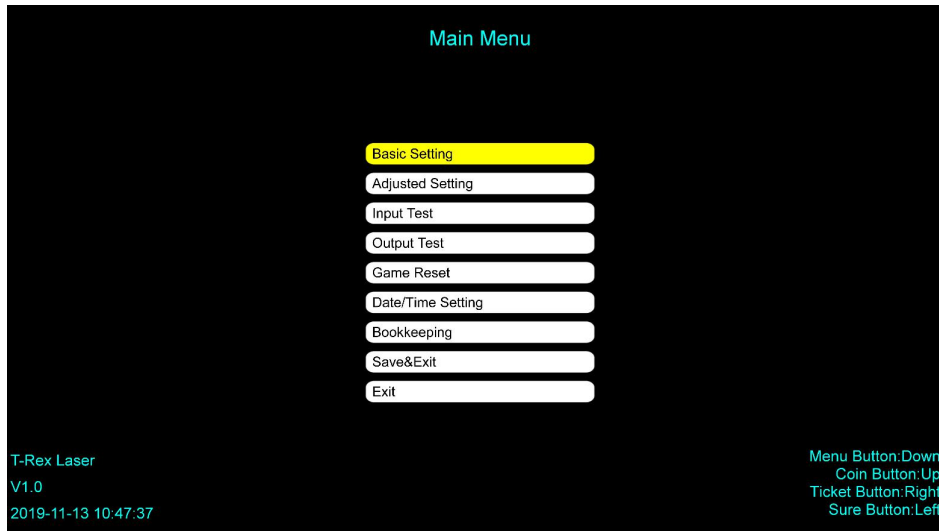 Main Menu
Basic Setting
Adjusted Setting
Input Test
Output Test
Game Reset
Date/Time Setting
Bookkeeping
Save&Exit
Exit
T-Rex Laser
V1.0
2019-11-13 10:47:37
Menu Button:Down
Coin Button:Up
Ticket Button:Right
Sure Button:Left